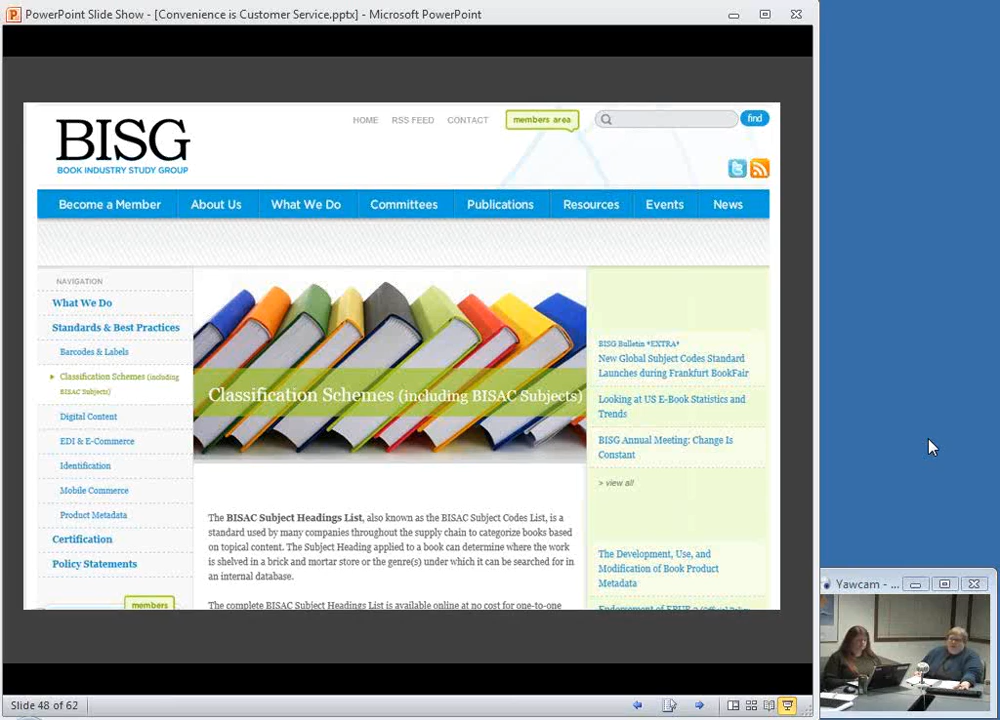 PowerPoint Slide Show - [Convenience is Customer Service.pptx] - Microsoft PowerPoint
HOME RSS FEED CONTACT members area find
BISG
BOOK INDUSTRY STUDY GROUP
Become a Member About Us What We Do Committees Publications Resources Events News
NAVIGATION
What We Do
Standards & Best Practices
Barcodes & Labels
Classification Schemes (including
BISAC Subjects)
Digital Content
EDI & E-Commerce
Identification
Mobile Commerce
Product Metadata
Certification
Policy Statements
members
Classification Schemes (including BISAC Subjects)
The BISAC Subject Headings List, also known as the BISAC Subject Codes List, is a
standard used by many companies throughout the supply chain to categorize books based
on topical content. The Subject Heading applied to a book can determine where the work
is shelved in a brick and mortar store or the genre(s) under which it can be searched for in
an internal database.
The complete BISAC Subject Headings List is available online at no cost for one-to-one
BISG Bulletin *EXTRA*
New Global Subject Codes Standard
Launches during Frankfurt BookFair
Looking at US E-Book Statistics and
Trends
BISG Annual Meeting: Change Is
Constant
> view all
The Development, Use, and
Modification of Book Product
Metadata
Yawcam - ...
Slide 48 of 62